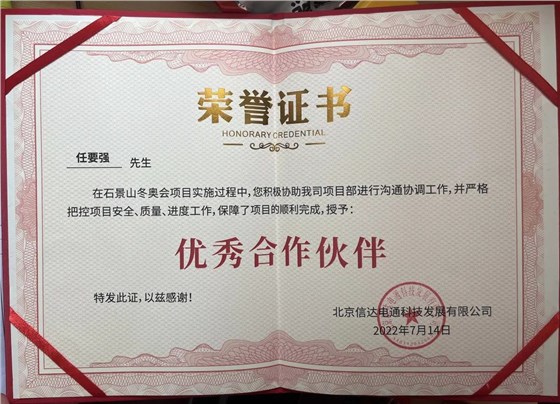 荣誉证书
HONORARY CREDENTIAL
任要强 先生
在石景山冬奥会项目实施过程中,您积极协助我司项目部进行沟通协调工作,并严格
把控项目安全、质量、进度工作,保障了项目的顺利完成,授予:
优秀合作伙伴
特发此证,以兹感谢!
北京信达电通科技发展有限公司
2022年7月14日